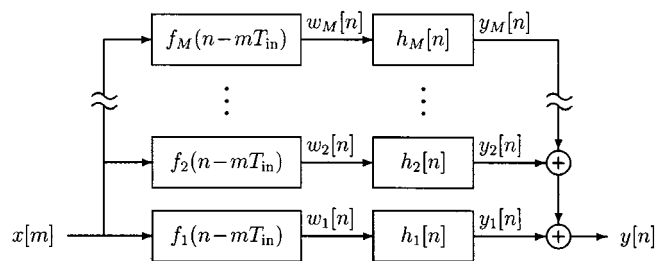 f_M(n−mT_in) w_M[n] h_M[n] y_M[n]
⋮ ⋮
f_2(n−mT_in) w_2[n] h_2[n] y_2[n] +
x[m] f_1(n−mT_in) w_1[n] h_1[n] y_1[n] + y[n]